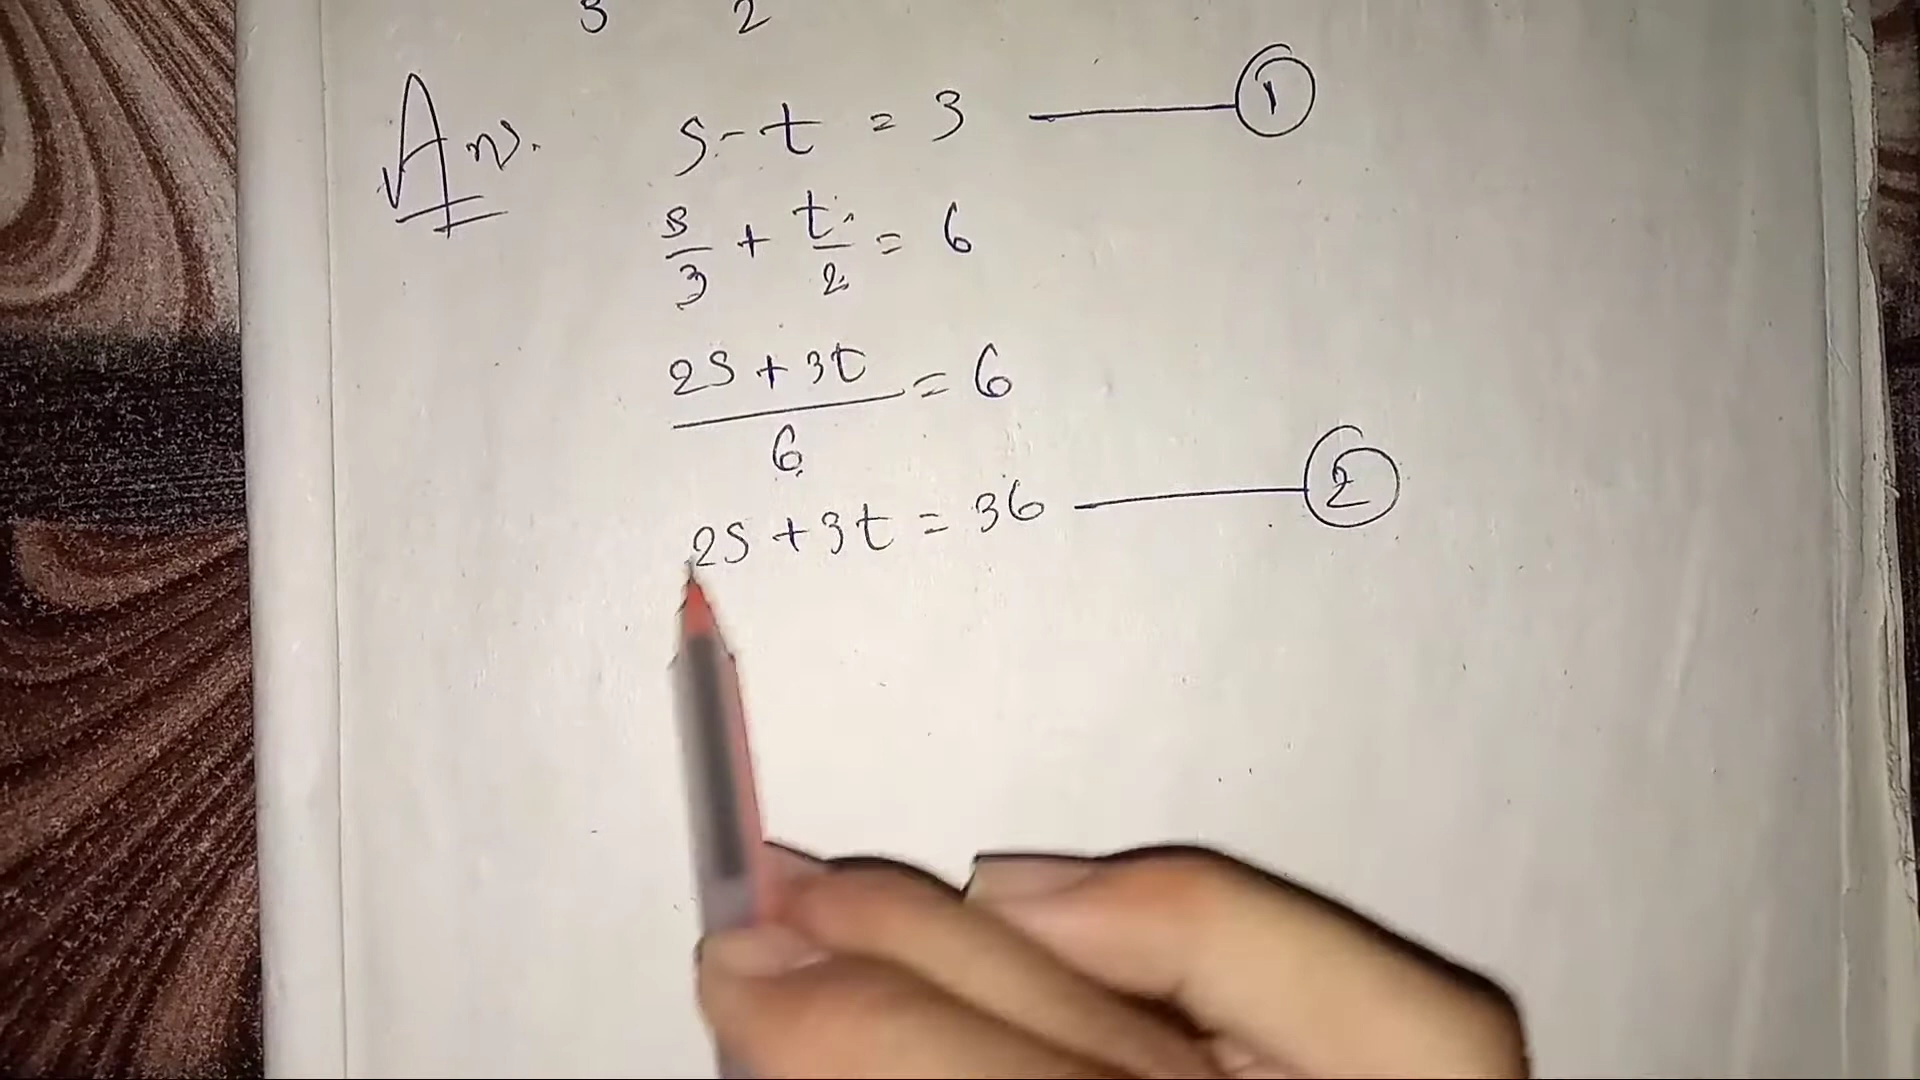 3 2
Ans. s - t = 3 —— ①
s/3 + t/2 = 6
2s + 3t / 6 = 6
2s + 3t = 36 —— ②